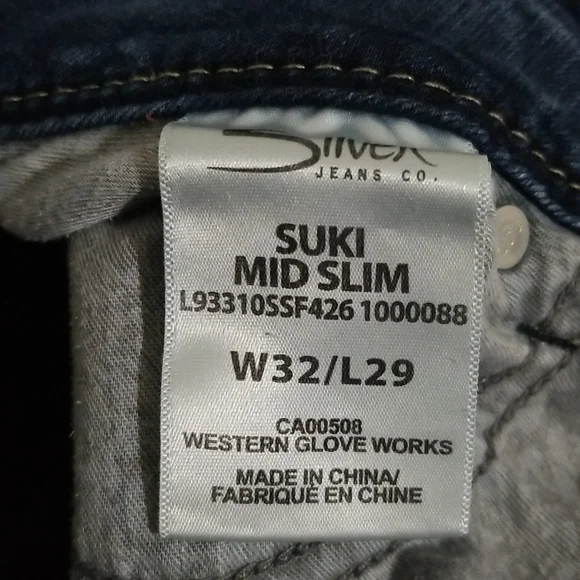 Silver
JEANS CO.
SUKI
MID SLIM
L93310SSF426 1000088
W32/L29
CA00508
WESTERN GLOVE WORKS
MADE IN CHINA/
FABRIQUÉ EN CHINE